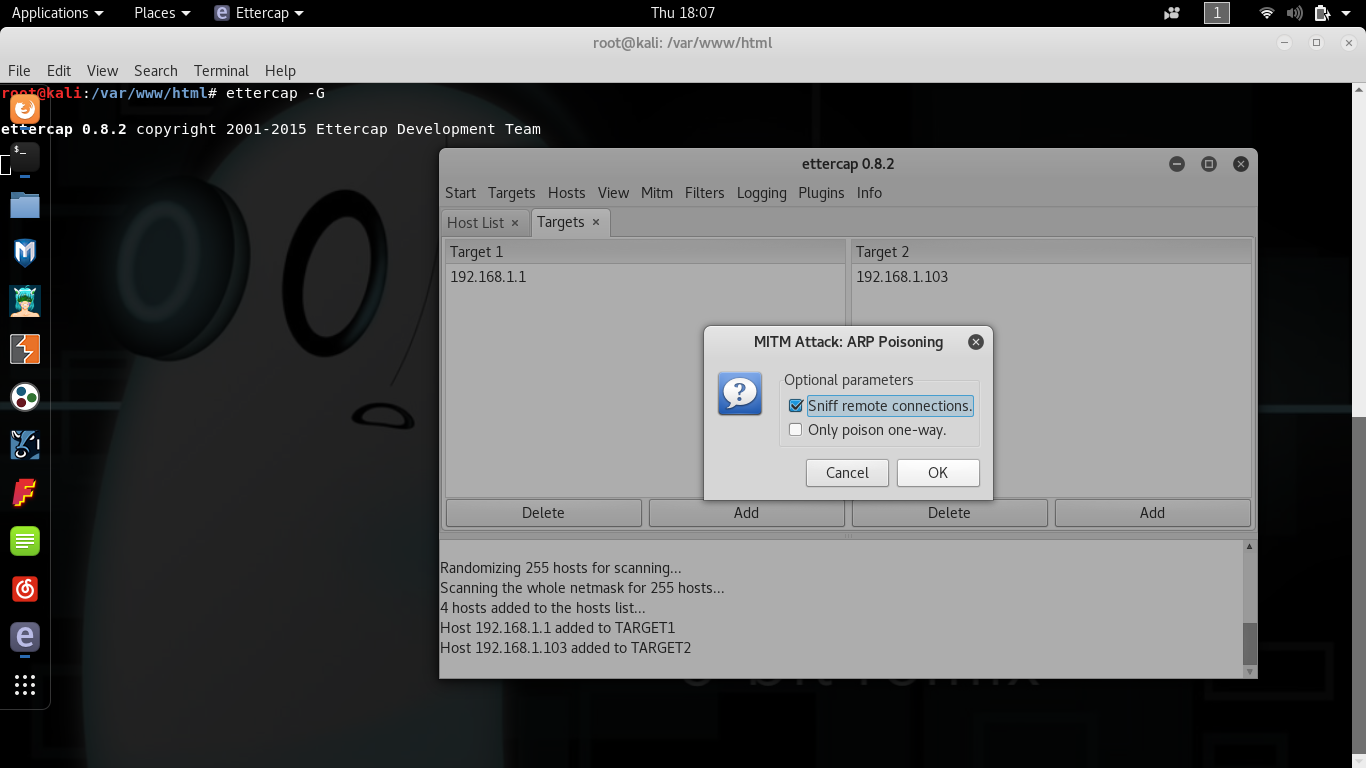 Applications Places Ettercap Thu 18:07 1
root@kali: /var/www/html
File Edit View Search Terminal Help
root@kali:/var/www/html# ettercap -G
ettercap 0.8.2 copyright 2001-2015 Ettercap Development Team
ettercap 0.8.2
Start Targets Hosts View Mitm Filters Logging Plugins Info
Host List × Targets ×
Target 1 Target 2
192.168.1.1 192.168.1.103
MITM Attack: ARP Poisoning
Optional parameters
Sniff remote connections.
Only poison one-way.
Cancel OK
Delete Add Delete Add
Randomizing 255 hosts for scanning...
Scanning the whole netmask for 255 hosts...
4 hosts added to the hosts list...
Host 192.168.1.1 added to TARGET1
Host 192.168.1.103 added to TARGET2